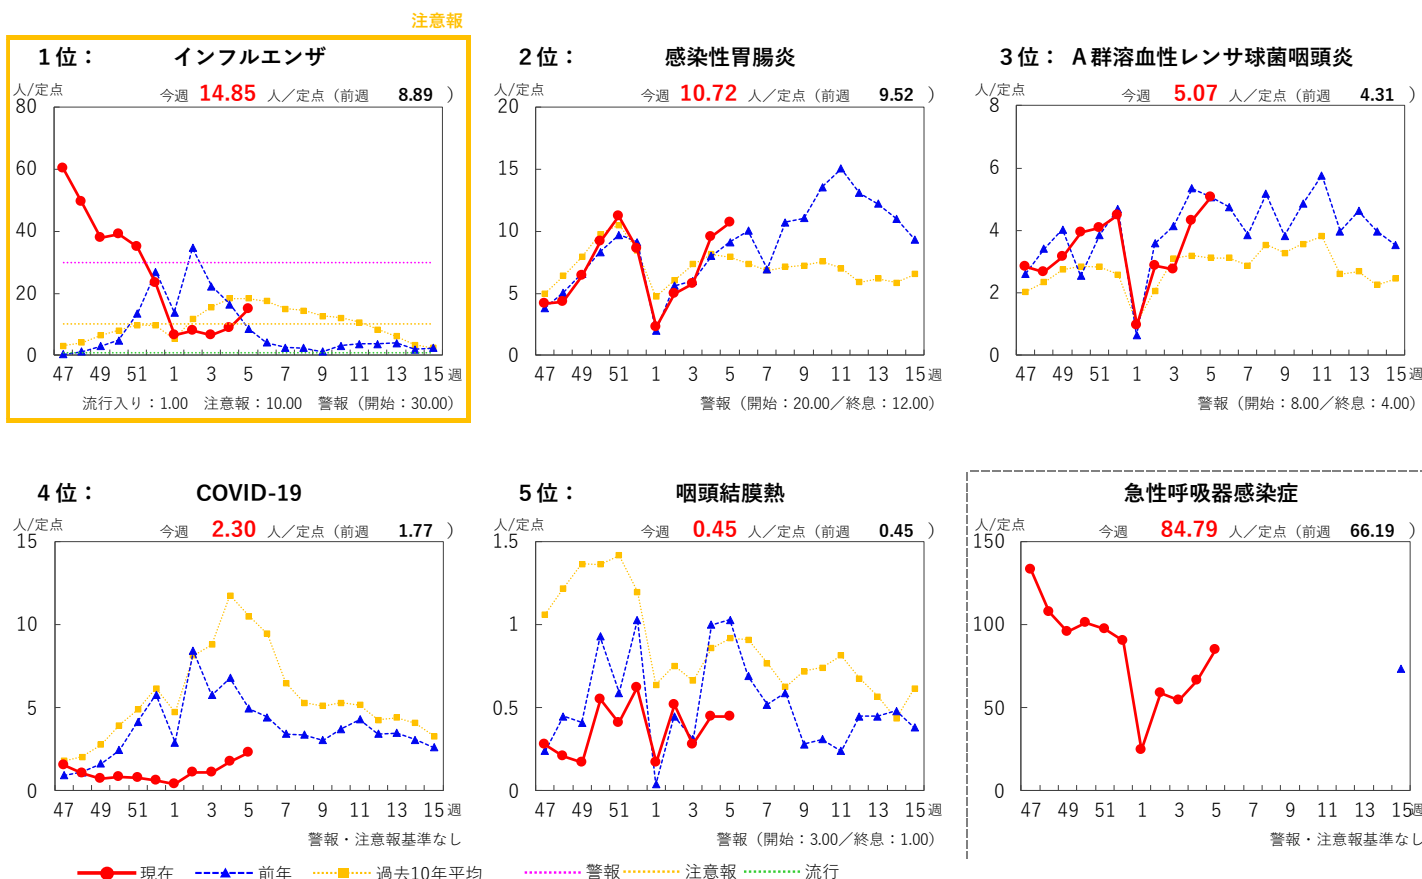 注意報
1位： インフルエンザ
人/定点 今週 14.85 人／定点（前週 8.89 ）
80
60
40
20
0
47 49 51 1 3 5 7 9 11 13 15 週
流行入り：1.00 注意報：10.00 警報（開始：30.00）
2位： 感染性胃腸炎
人/定点 今週 10.72 人／定点（前週 9.52 ）
20
15
10
5
0
47 49 51 1 3 5 7 9 11 13 15 週
警報（開始：20.00／終息：12.00）
3位： A群溶血性レンサ球菌咽頭炎
人/定点 今週 5.07 人／定点（前週 4.31 ）
8
6
4
2
0
47 49 51 1 3 5 7 9 11 13 15 週
警報（開始：8.00／終息：4.00）
4位： COVID-19
人/定点 今週 2.30 人／定点（前週 1.77 ）
15
10
5
0
47 49 51 1 3 5 7 9 11 13 15 週
警報・注意報基準なし
5位： 咽頭結膜熱
人/定点 今週 0.45 人／定点（前週 0.45 ）
1.5
1
0.5
0
47 49 51 1 3 5 7 9 11 13 15 週
警報（開始：3.00／終息：1.00）
急性呼吸器感染症
人/定点 今週 84.79 人／定点（前週 66.19 ）
150
100
50
0
47 49 51 1 3 5 7 9 11 13 15 週
警報・注意報基準なし
現在 前年 過去10年平均 警報 注意報 流行